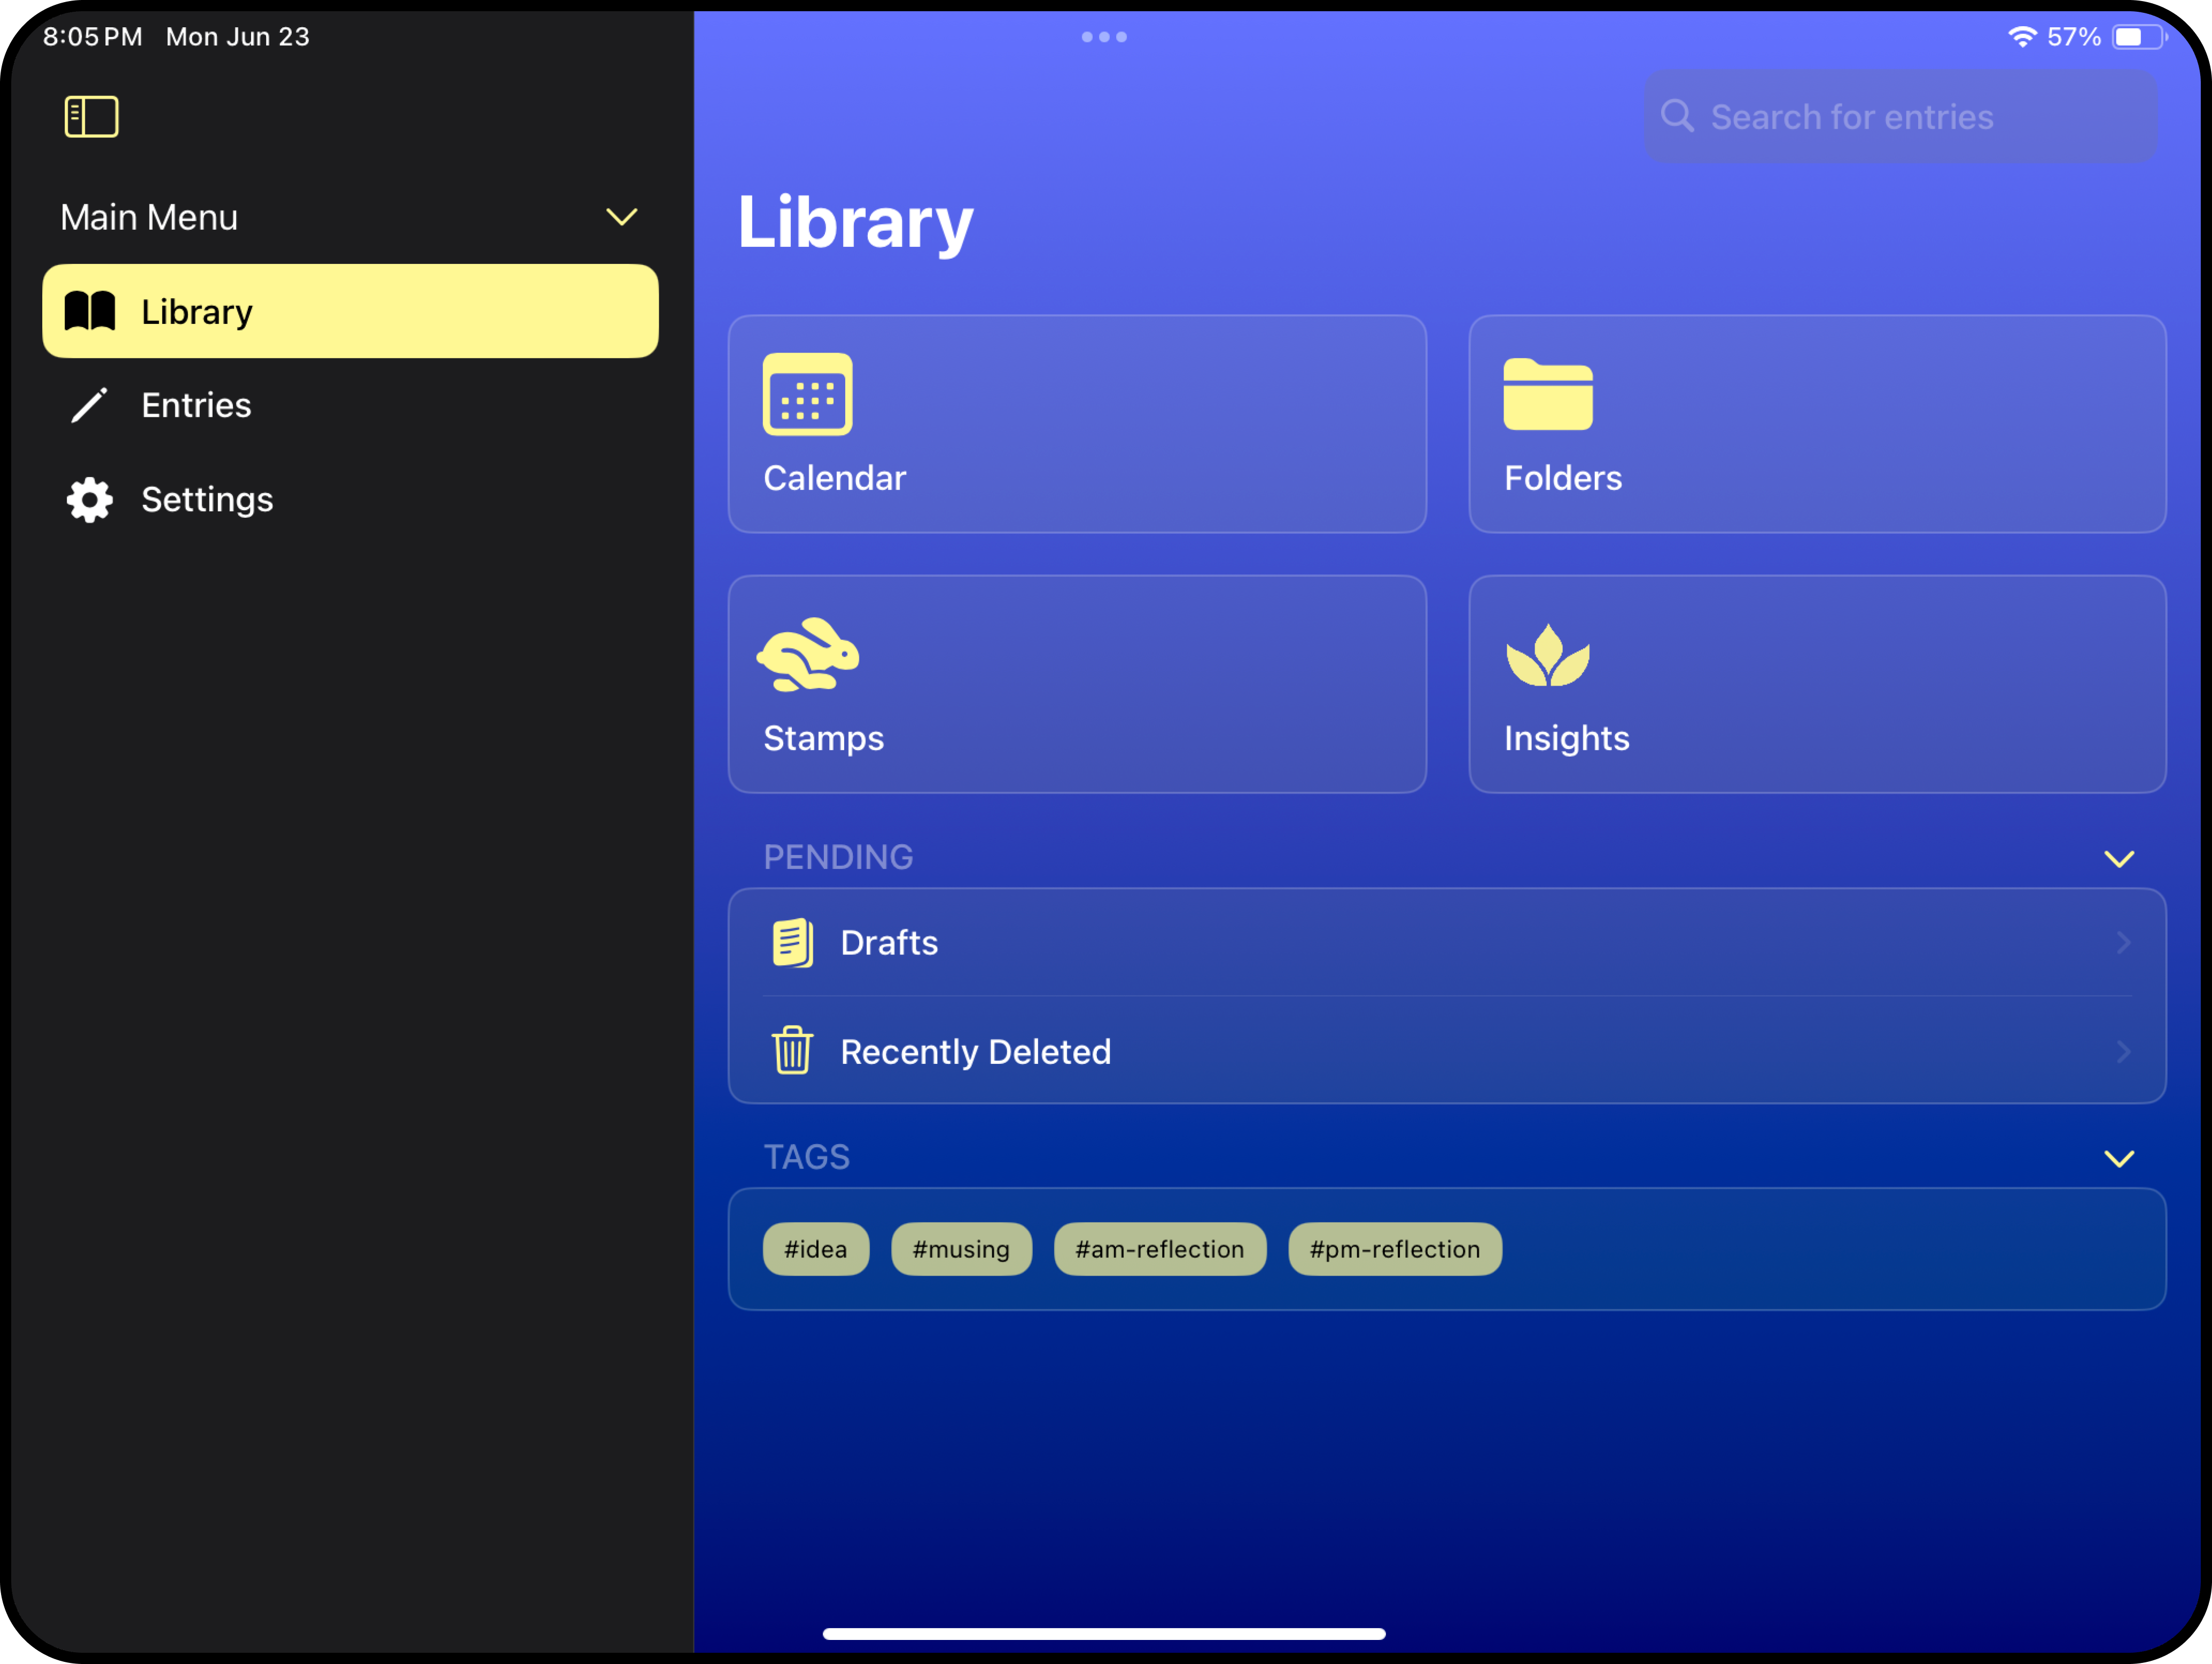 8:05 PM Mon Jun 23
57%
Main Menu
Library
Entries
Settings
Search for entries
Library
Calendar
Folders
Stamps
Insights
PENDING
Drafts
Recently Deleted
TAGS
#idea #musing #am-reflection #pm-reflection